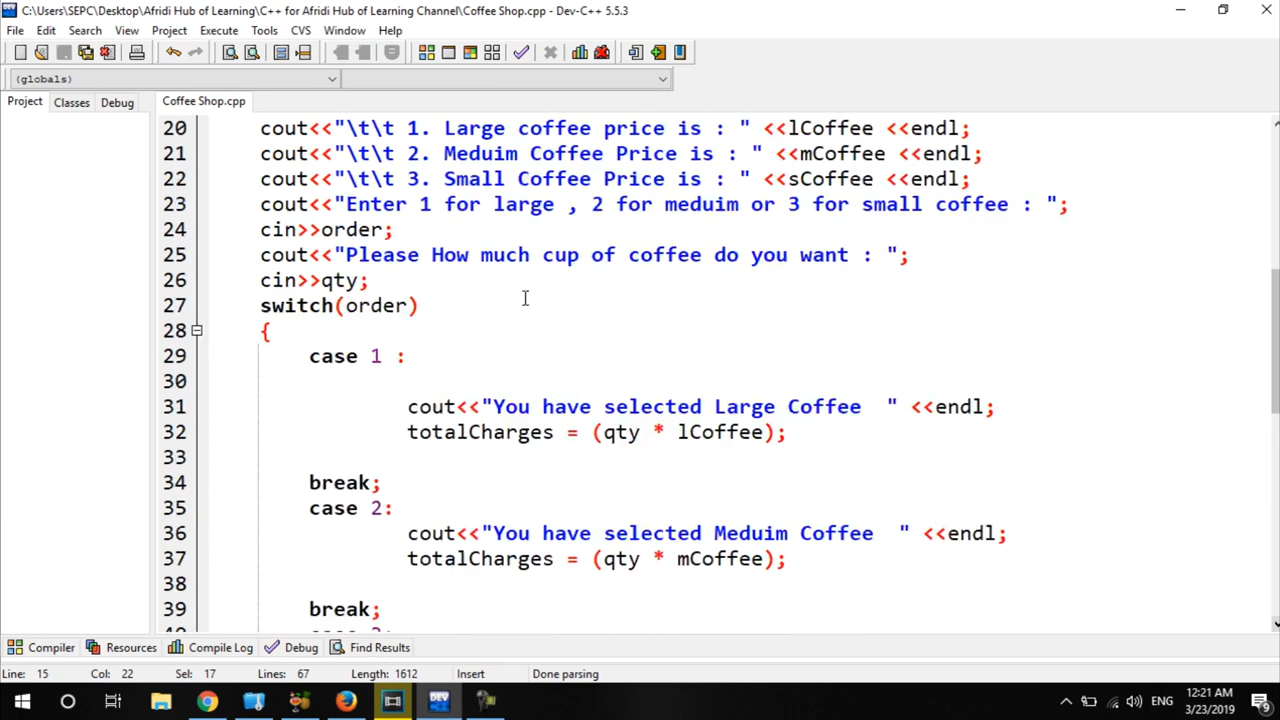 C:\Users\SEPC\Desktop\Afridi Hub of Learning\C++ for Afridi Hub of Learning Channel\Coffee Shop.cpp - Dev-C++ 5.5.3
File Edit Search View Project Execute Tools CVS Window Help
(globals)
Project Classes Debug Coffee Shop.cpp
20 cout<<"\t\t 1. Large coffee price is : " <<lCoffee <<endl;
21 cout<<"\t\t 2. Meduim Coffee Price is : " <<mCoffee <<endl;
22 cout<<"\t\t 3. Small Coffee Price is : " <<sCoffee <<endl;
23 cout<<"Enter 1 for large , 2 for meduim or 3 for small coffee : ";
24 cin>>order;
25 cout<<"Please How much cup of coffee do you want : ";
26 cin>>qty;
27 switch(order)
28 {
29 case 1 :
30
31 cout<<"You have selected Large Coffee  " <<endl;
32 totalCharges = (qty * lCoffee);
33
34 break;
35 case 2:
36 cout<<"You have selected Meduim Coffee  " <<endl;
37 totalCharges = (qty * mCoffee);
38
39 break;
Compiler Resources Compile Log Debug Find Results
Line: 15 Col: 22 Sel: 17 Lines: 67 Length: 1612 Insert Done parsing
DEV
ENG
12:21 AM
3/23/2019
9